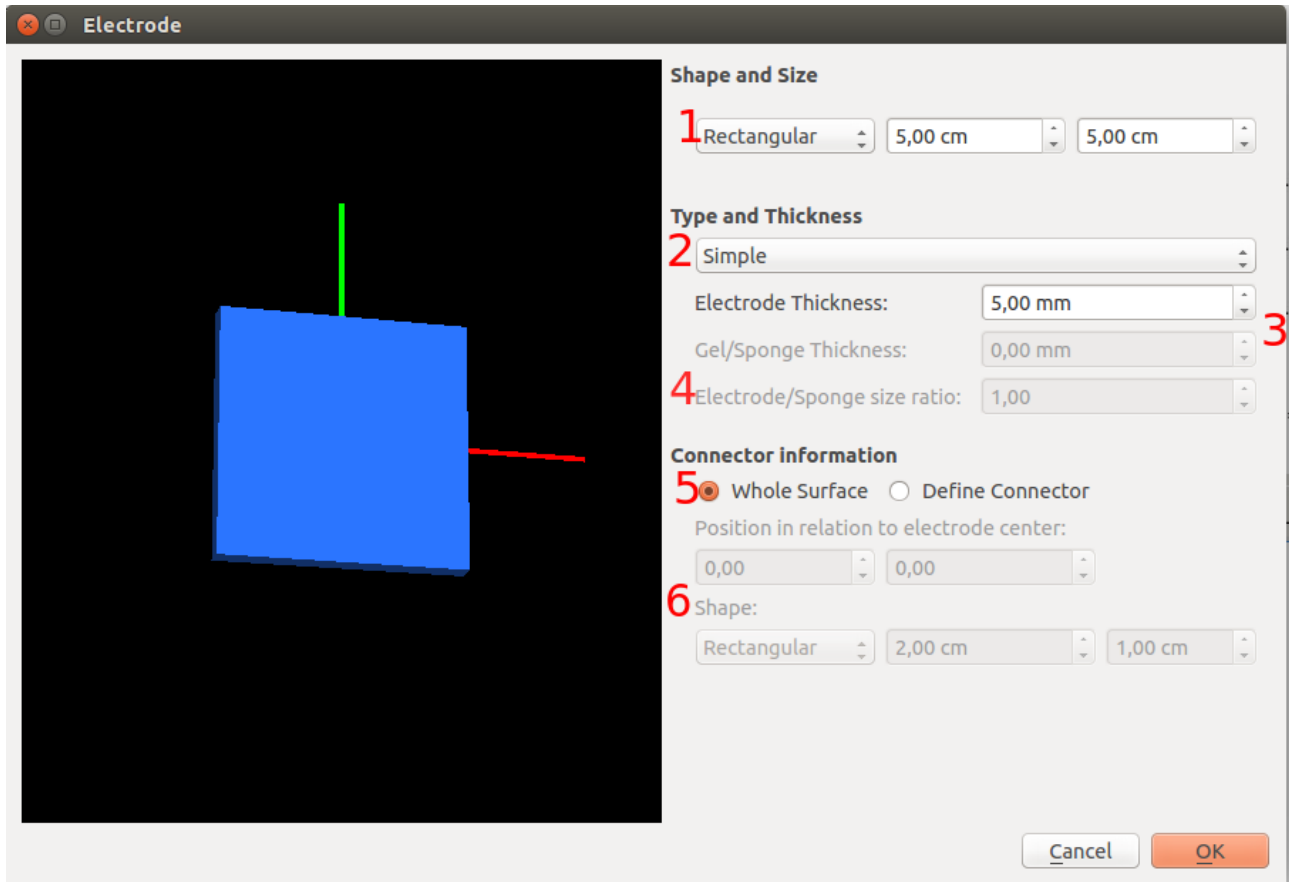 Electrode
Shape and Size
1 Rectangular 5,00 cm 5,00 cm
Type and Thickness
2 Simple
Electrode Thickness: 5,00 mm
3
Gel/Sponge Thickness: 0,00 mm
4 Electrode/Sponge size ratio: 1,00
Connector information
5 Whole Surface Define Connector
Position in relation to electrode center:
0,00 0,00
6 Shape:
Rectangular 2,00 cm 1,00 cm
Cancel OK